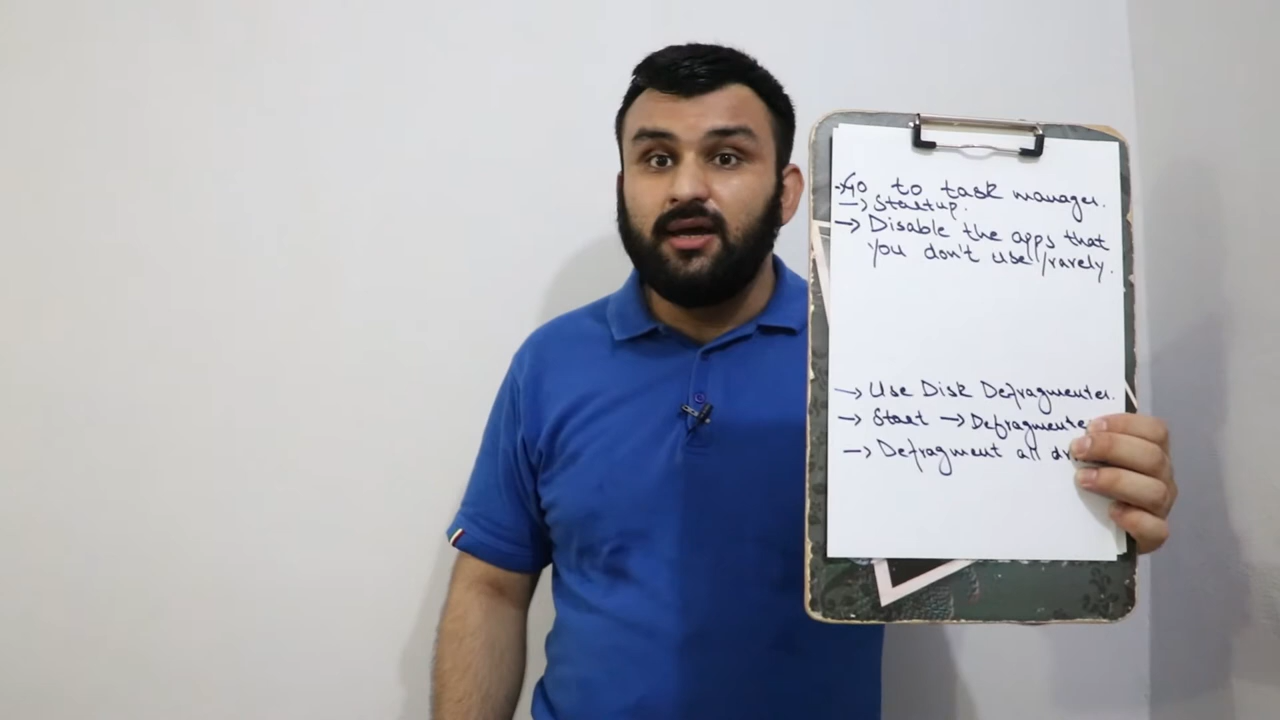 → Go to task manager.
→ Startup.
→ Disable the apps that
you don't use/rarely.
→ Use Disk Defragmenter.
→ Start → Defragmente
→ Defragment all